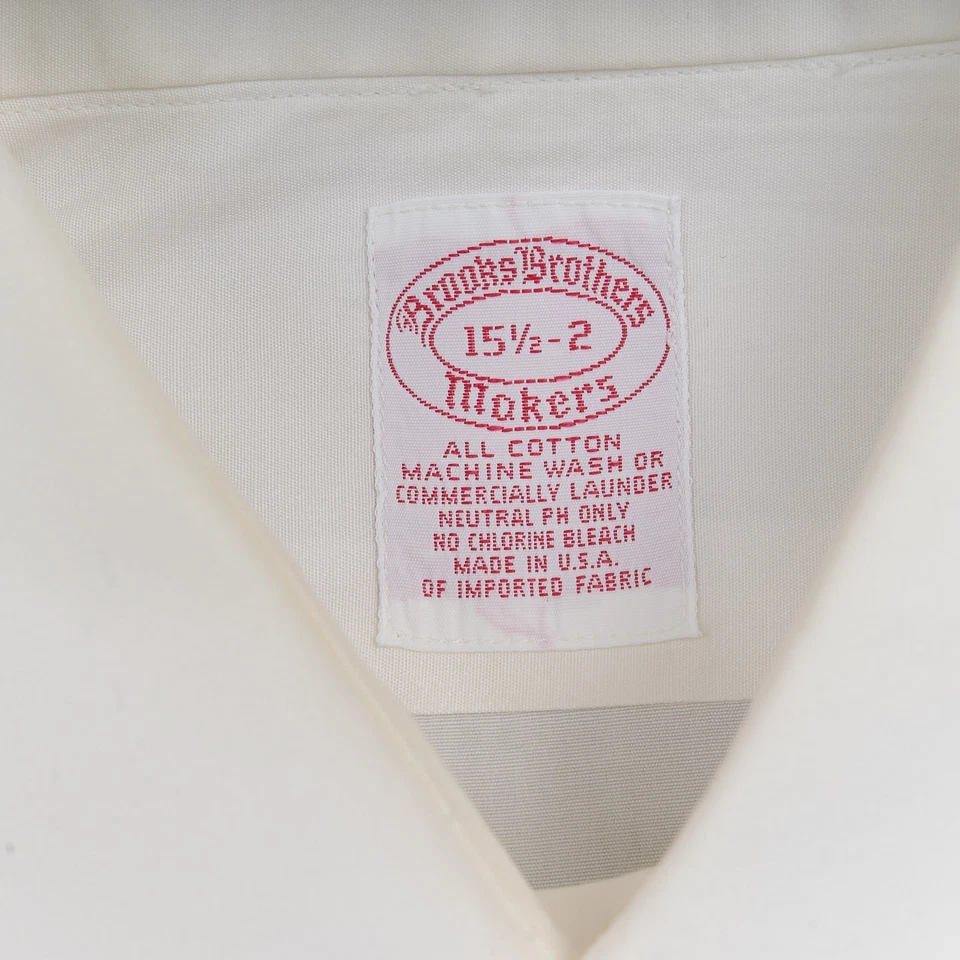 Brooks Brothers
15½-2
Makers
ALL COTTON
MACHINE WASH OR
COMMERCIALLY LAUNDER
NEUTRAL PH ONLY
NO CHLORINE BLEACH
MADE IN U.S.A.
OF IMPORTED FABRIC